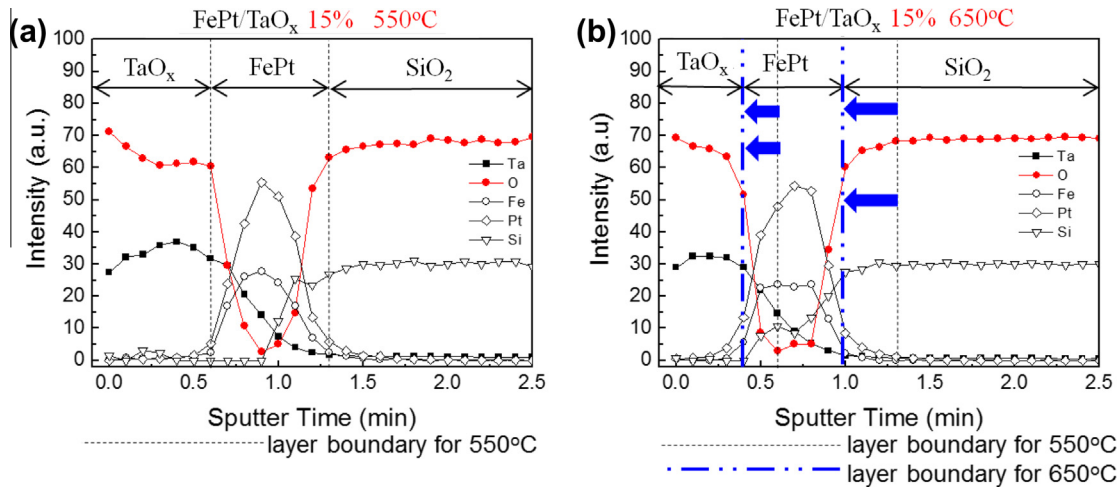 (a) FePt/TaOx 15% 550°C
Intensity (a.u.)
100
90
80
70
60
50
40
30
20
10
0
TaOx FePt SiO2
Ta
O
Fe
Pt
Si
0.0 0.5 1.0 1.5 2.0 2.5
Sputter Time (min)
layer boundary for 550°C
(b) FePt/TaOx 15% 650°C
Intensity (a.u)
100
90
80
70
60
50
40
30
20
10
0
TaOx FePt SiO2
Ta
O
Fe
Pt
Si
0.0 0.5 1.0 1.5 2.0 2.5
Sputter Time (min)
layer boundary for 550°C
layer boundary for 650°C